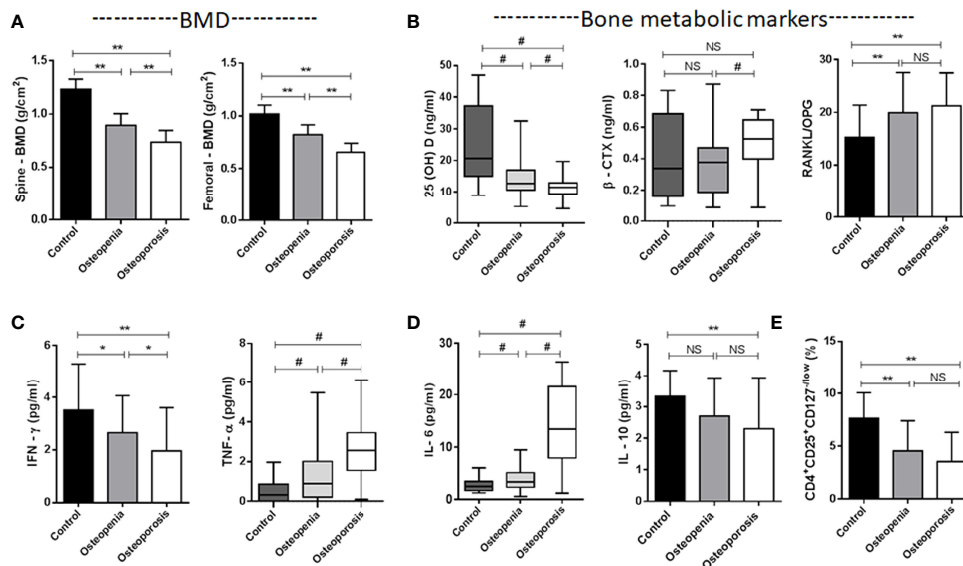 A
BMD
B
Bone metabolic markers
Spine - BMD (g/cm²)
1.5
1.0
0.5
0.0
**
**
**
Control
Osteopenia
Osteoporosis
Femoral - BMD (g/cm²)
1.5
1.0
0.5
0.0
**
**
**
Control
Osteopenia
Osteoporosis
25 (OH) D (ng/ml)
50
40
30
20
10
0
#
#
#
Control
Osteopenia
Osteoporosis
β - CTX (ng/ml)
1.0
0.8
0.6
0.4
0.2
0.0
NS
NS
#
Control
Osteopenia
Osteoporosis
RANKL/OPG
30
20
10
0
**
**
NS
Control
Osteopenia
Osteoporosis
C
IFN - γ (pg/ml)
6
4
2
0
**
*
*
Control
Osteopenia
Osteoporosis
TNF- α (pg/ml)
8
6
4
2
0
#
#
#
Control
Osteopenia
Osteoporosis
D
IL- 6 (pg/ml)
30
20
10
0
#
#
#
Control
Osteopenia
Osteoporosis
IL - 10 (pg/ml)
5
4
3
2
1
0
**
NS
NS
Control
Osteopenia
Osteoporosis
E
CD4⁺CD25⁺CD127⁻/low (%)
15
10
5
0
**
**
NS
Control
Osteopenia
Osteoporosis